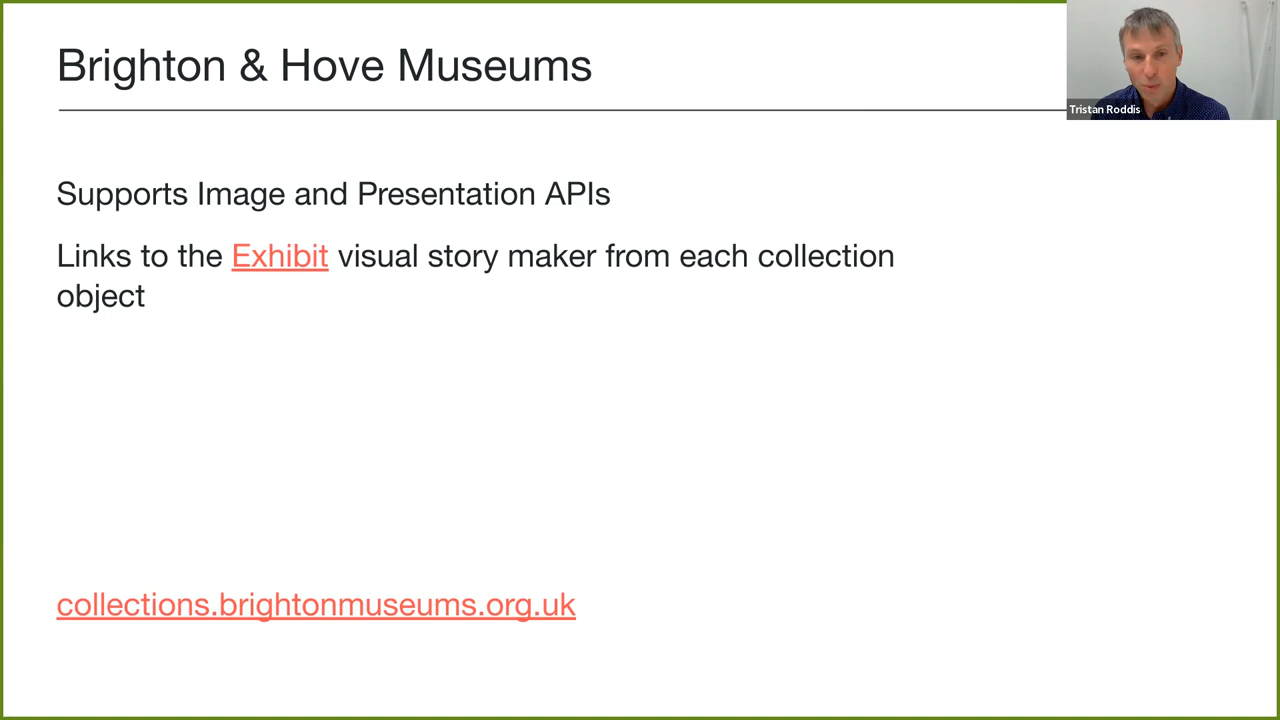 Brighton & Hove Museums
Tristan Roddis
Supports Image and Presentation APIs
Links to the Exhibit visual story maker from each collection
object
collections.brightonmuseums.org.uk